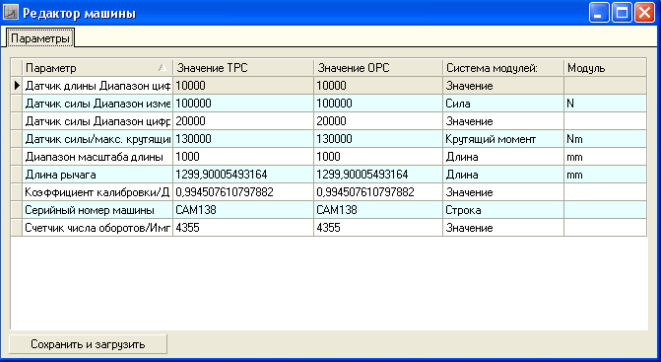 Редактор машины
Параметры
Параметр Значение TPC Значение OPC Система модулей: Модуль
Датчик длины Диапазон циф 10000 10000 Значение
Датчик силы Диапазон изме 100000 100000 Сила N
Датчик силы Диапазон цифр 20000 20000 Значение
Датчик силы/макс. крутящи 130000 130000 Крутящий момент Nm
Диапазон масштаба длины 1000 1000 Длина mm
Длина рычага 1299,90005493164 1299,90005493164 Длина mm
Коэффициент калибровки/Д 0,994507610797882 0,994507610797882 Значение
Серийный номер машины CAM138 CAM138 Строка
Счетчик числа оборотов/Имп 4355 4355 Значение
Сохранить и загрузить